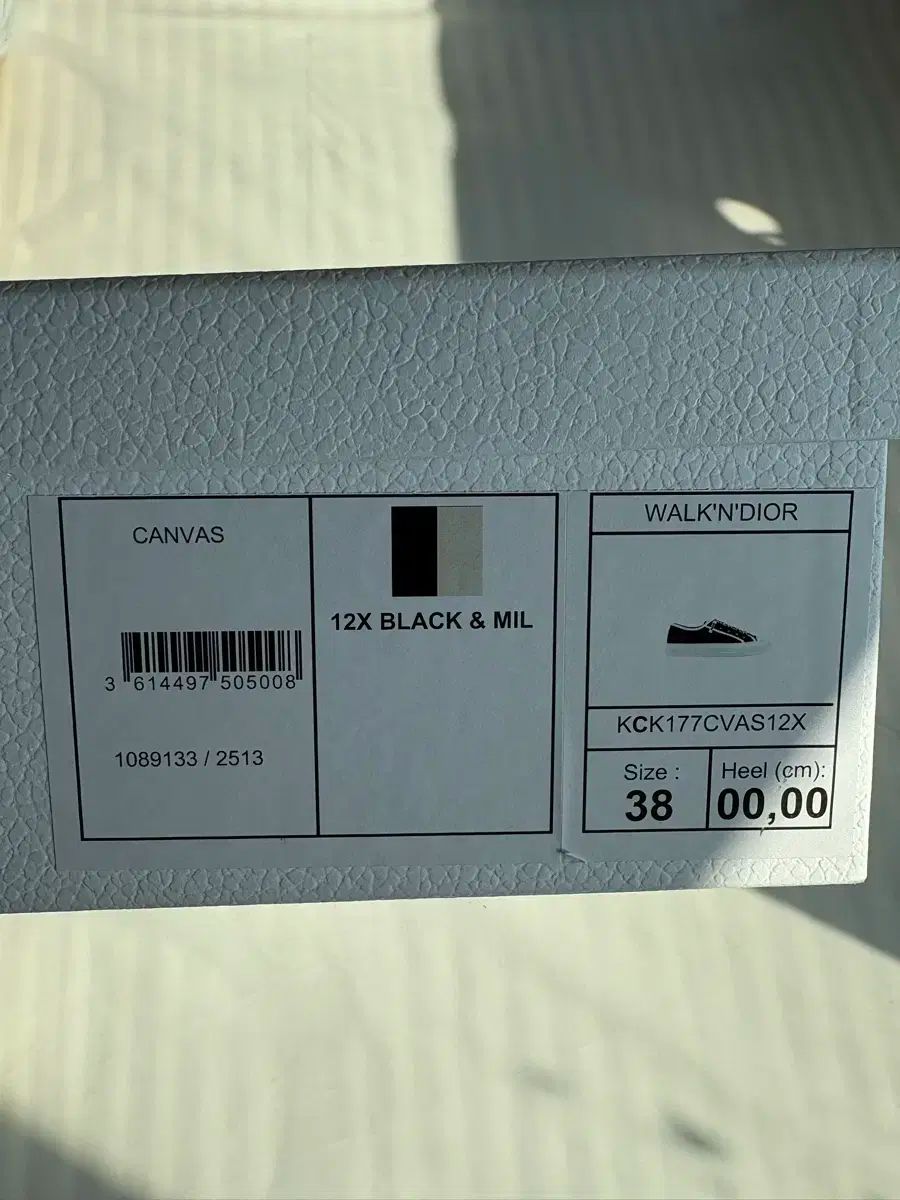 CANVAS
3 614497 505008
1089133 / 2513
12X BLACK & MIL
WALK'N'DIOR
KCK177CVAS12X
Size :
38
Heel (cm):
00,00